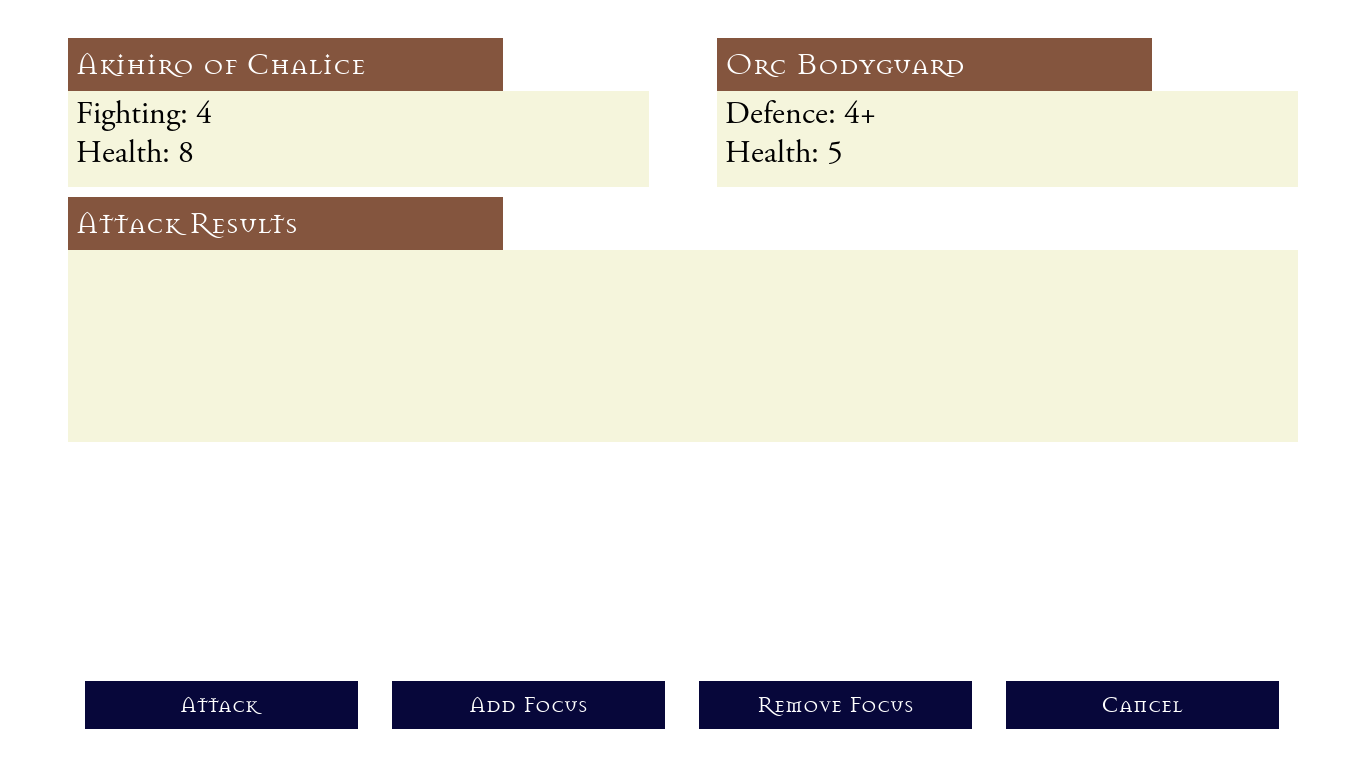 Akihiro of Chalice
Fighting: 4
Health: 8
Orc Bodyguard
Defence: 4+
Health: 5
Attack Results
Attack
Add Focus
Remove Focus
Cancel